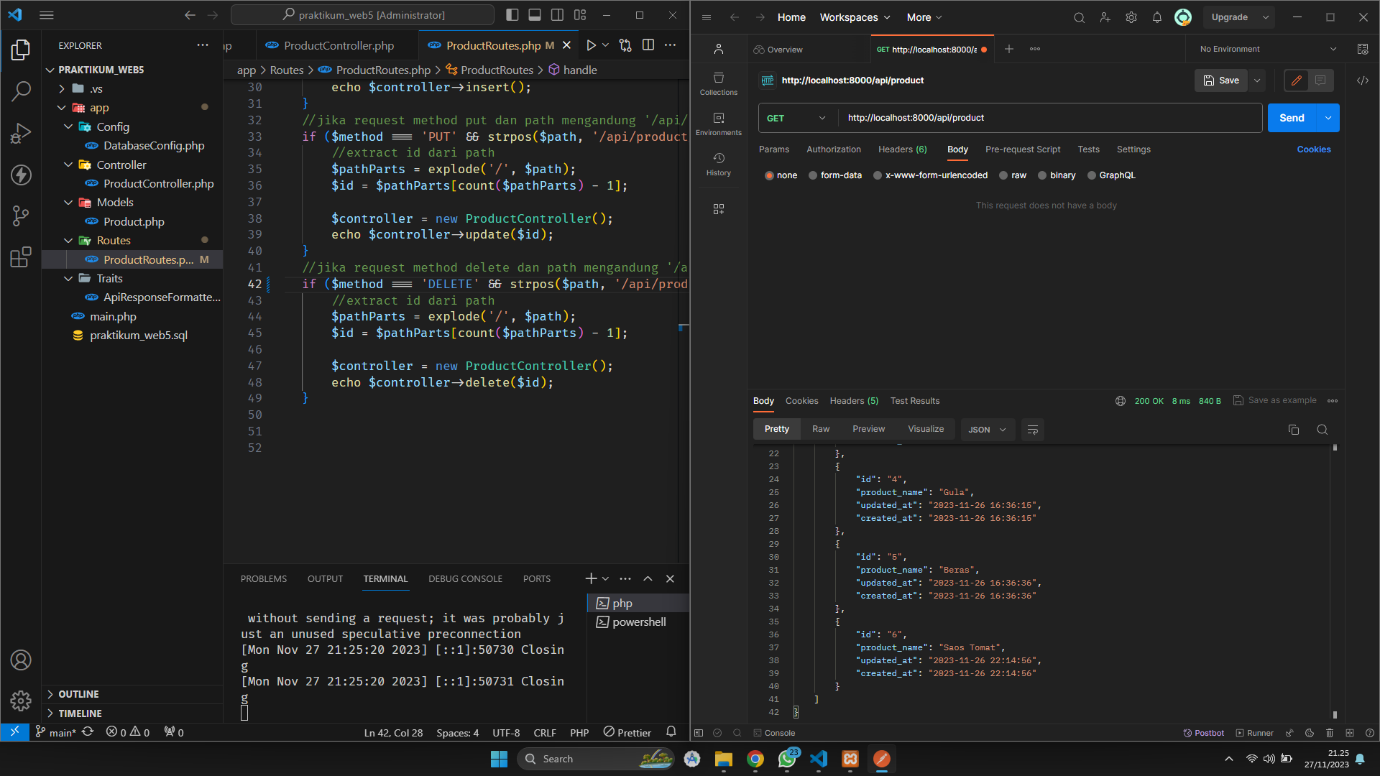 praktikum_web5 [Administrator]
EXPLORER
PRAKTIKUM_WEB5
.vs
app
Config
DatabaseConfig.php
Controller
ProductController.php
Models
Product.php
Routes
ProductRoutes.p... M
Traits
ApiResponseFormatte...
main.php
praktikum_web5.sql
OUTLINE
TIMELINE
ProductController.php
ProductRoutes.php M
app > Routes > ProductRoutes.php > ProductRoutes > handle
30 echo $controller->insert();
31 }
32 //jika request method put dan path mengandung '/api/
33 if ($method === 'PUT' && strpos($path, '/api/product
34 //extract id dari path
35 $pathParts = explode('/', $path);
36 $id = $pathParts[count($pathParts) - 1];
37
38 $controller = new ProductController();
39 echo $controller->update($id);
40 }
41 //jika request method delete dan path mengandung '/a
42 if ($method === 'DELETE' && strpos($path, '/api/prod
43 //extract id dari path
44 $pathParts = explode('/', $path);
45 $id = $pathParts[count($pathParts) - 1];
46
47 $controller = new ProductController();
48 echo $controller->delete($id);
49 }
50
51
52
PROBLEMS OUTPUT TERMINAL DEBUG CONSOLE PORTS
php
powershell
without sending a request; it was probably j
ust an unused speculative preconnection
[Mon Nov 27 21:25:20 2023] [::1]:50730 Closin
g
[Mon Nov 27 21:25:20 2023] [::1]:50731 Closin
g
main* 0 0 0 Ln 42, Col 28 Spaces: 4 UTF-8 CRLF PHP Prettier
Home Workspaces More Upgrade
Overview GET http://localhost:8000/a No Environment
Collections
Environments
History
http://localhost:8000/api/product Save
GET http://localhost:8000/api/product Send
Params Authorization Headers (6) Body Pre-request Script Tests Settings Cookies
none form-data x-www-form-urlencoded raw binary GraphQL
This request does not have a body
Body Cookies Headers (5) Test Results 200 OK 8 ms 840 B Save as example
Pretty Raw Preview Visualize JSON
22 },
23 {
24 "id": "4",
25 "product_name": "Gula",
26 "updated_at": "2023-11-26 16:36:15",
27 "created_at": "2023-11-26 16:36:15"
28 },
29 {
30 "id": "5",
31 "product_name": "Beras",
32 "updated_at": "2023-11-26 16:36:36",
33 "created_at": "2023-11-26 16:36:36"
34 },
35 {
36 "id": "6",
37 "product_name": "Saos Tomat",
38 "updated_at": "2023-11-26 22:14:56",
39 "created_at": "2023-11-26 22:14:56"
40 }
41 ]
42 }
Console Postbot Runner
Search
23
21.25
27/11/2023